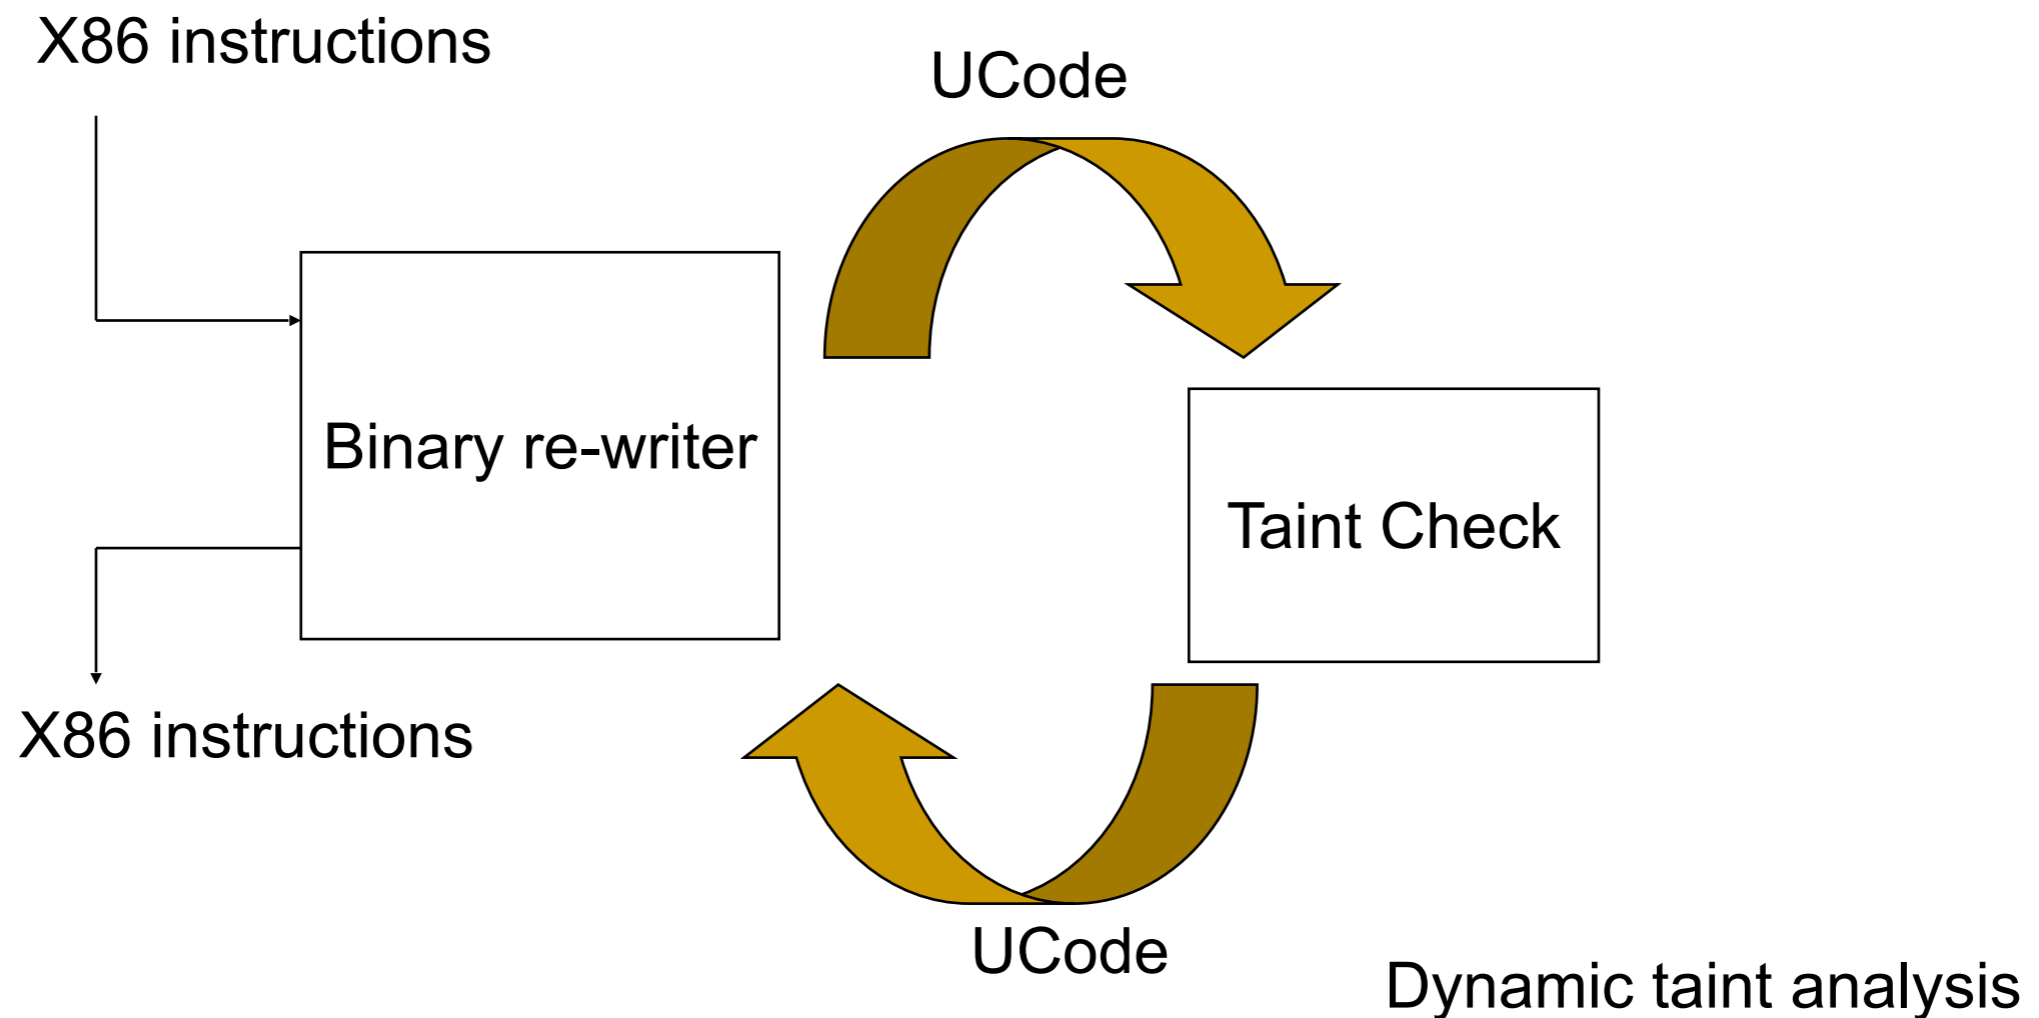 X86 instructions
UCode
Binary re-writer
Taint Check
X86 instructions
UCode
Dynamic taint analysis